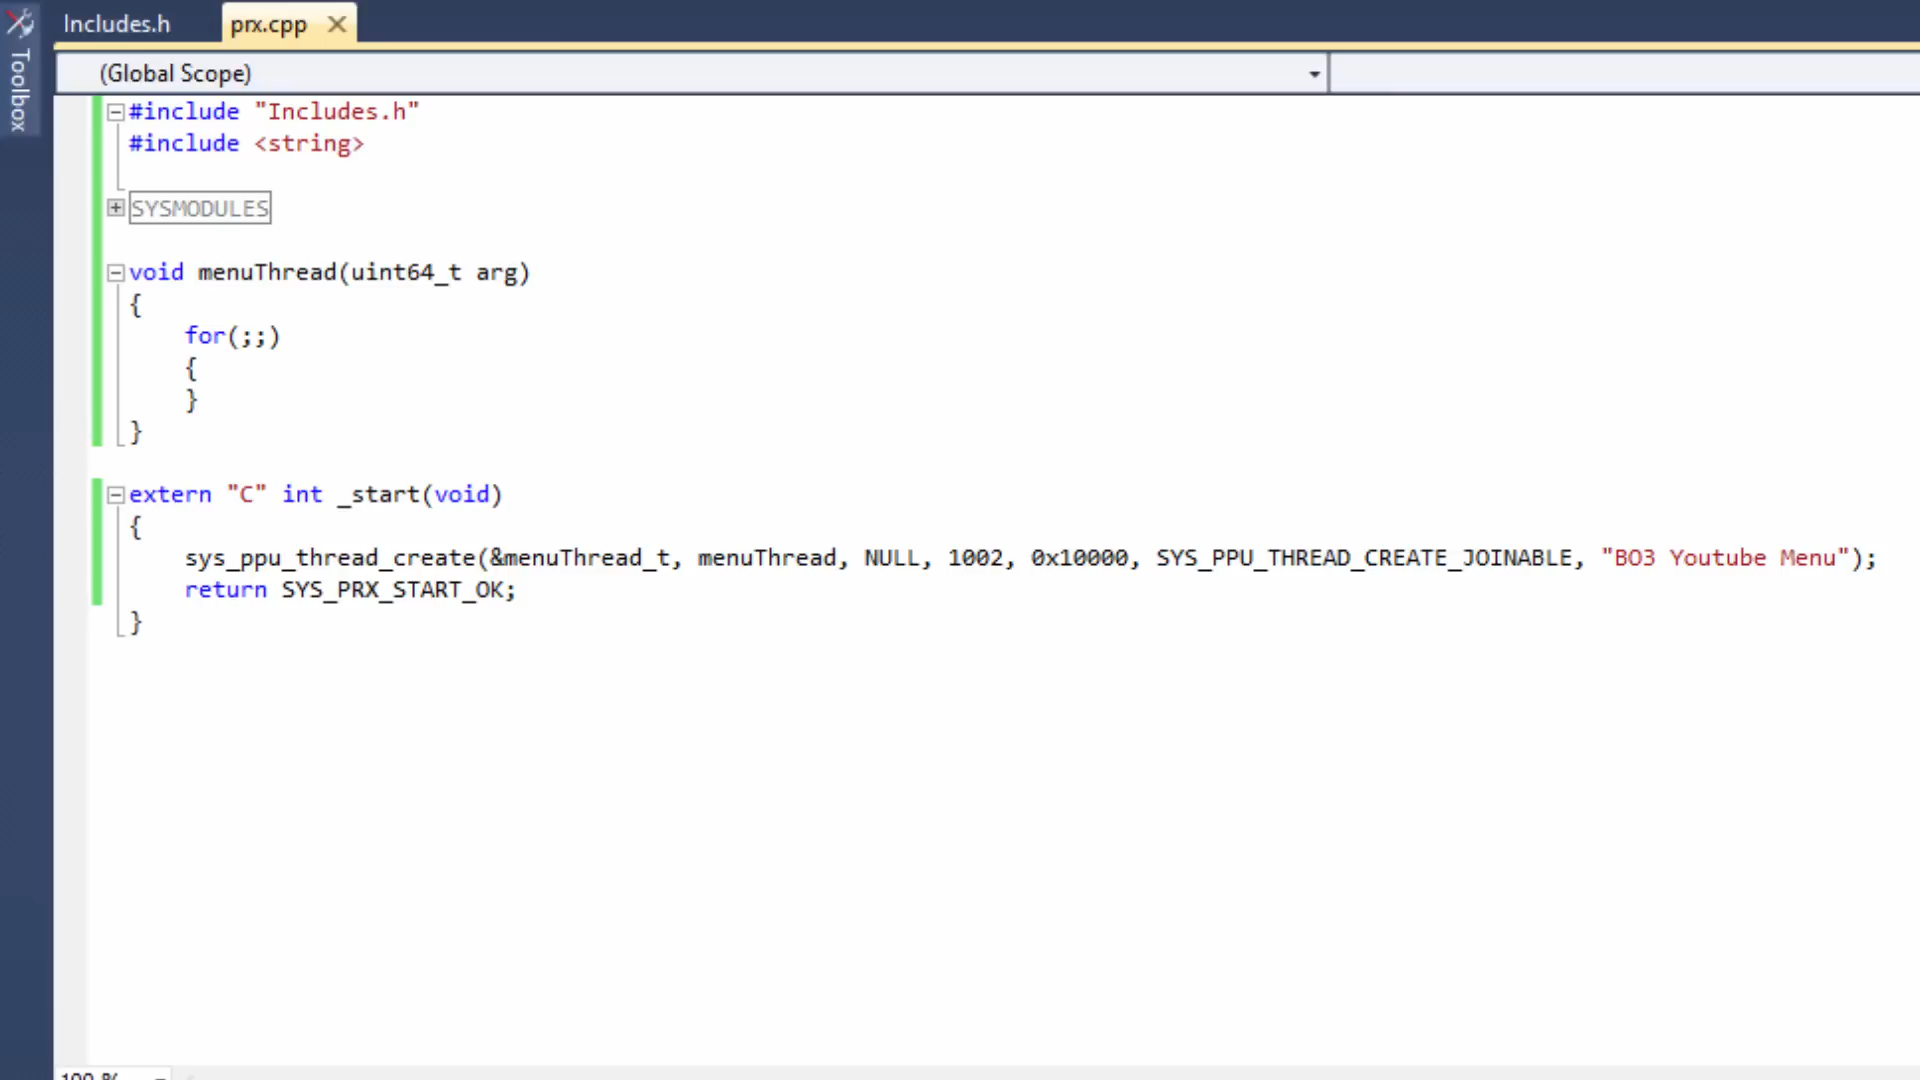 Includes.h
prx.cpp
Toolbox
(Global Scope)
#include "Includes.h"
#include <string>
SYSMODULES
void menuThread(uint64_t arg)
{
    for(;;)
    {
    }
}
extern "C" int _start(void)
{
    sys_ppu_thread_create(&menuThread_t, menuThread, NULL, 1002, 0x10000, SYS_PPU_THREAD_CREATE_JOINABLE, "BO3 Youtube Menu");
    return SYS_PRX_START_OK;
}